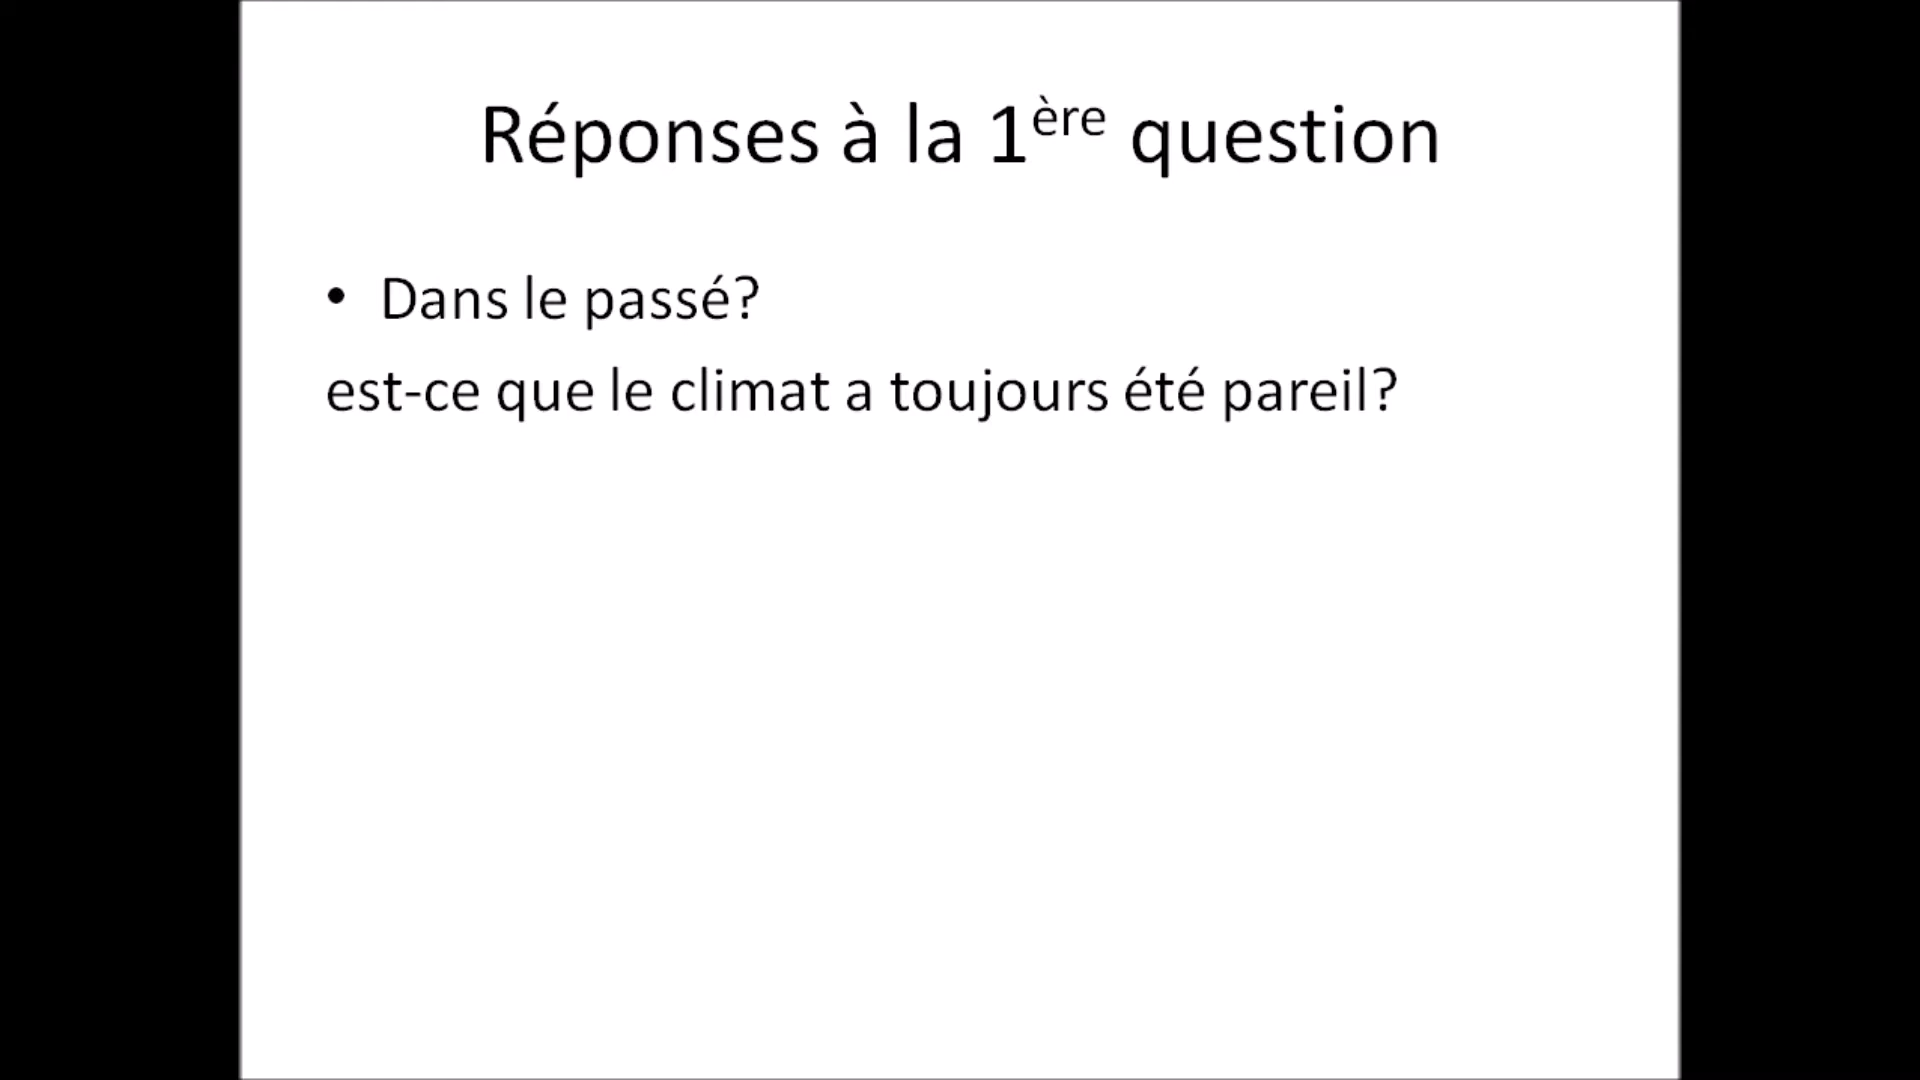 Réponses à la 1ère question
• Dans le passé?
est-ce que le climat a toujours été pareil?